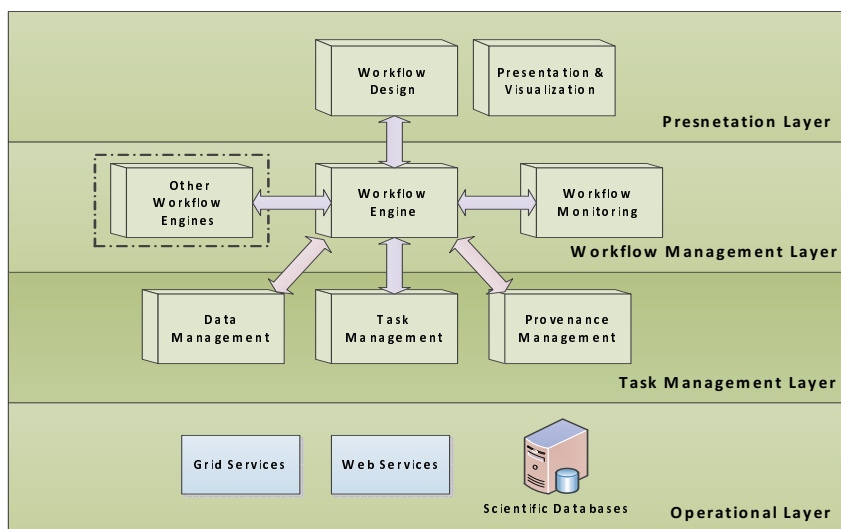 Workflow
Design
Presentation &
Visualization
Presnetation Layer
Other
Workflow
Engines
Workflow
Engine
Workflow
Monitoring
Workflow Management Layer
Data
Management
Task
Management
Provenance
Management
Task Management Layer
Grid Services
Web Services
Scientific Databases
Operational Layer